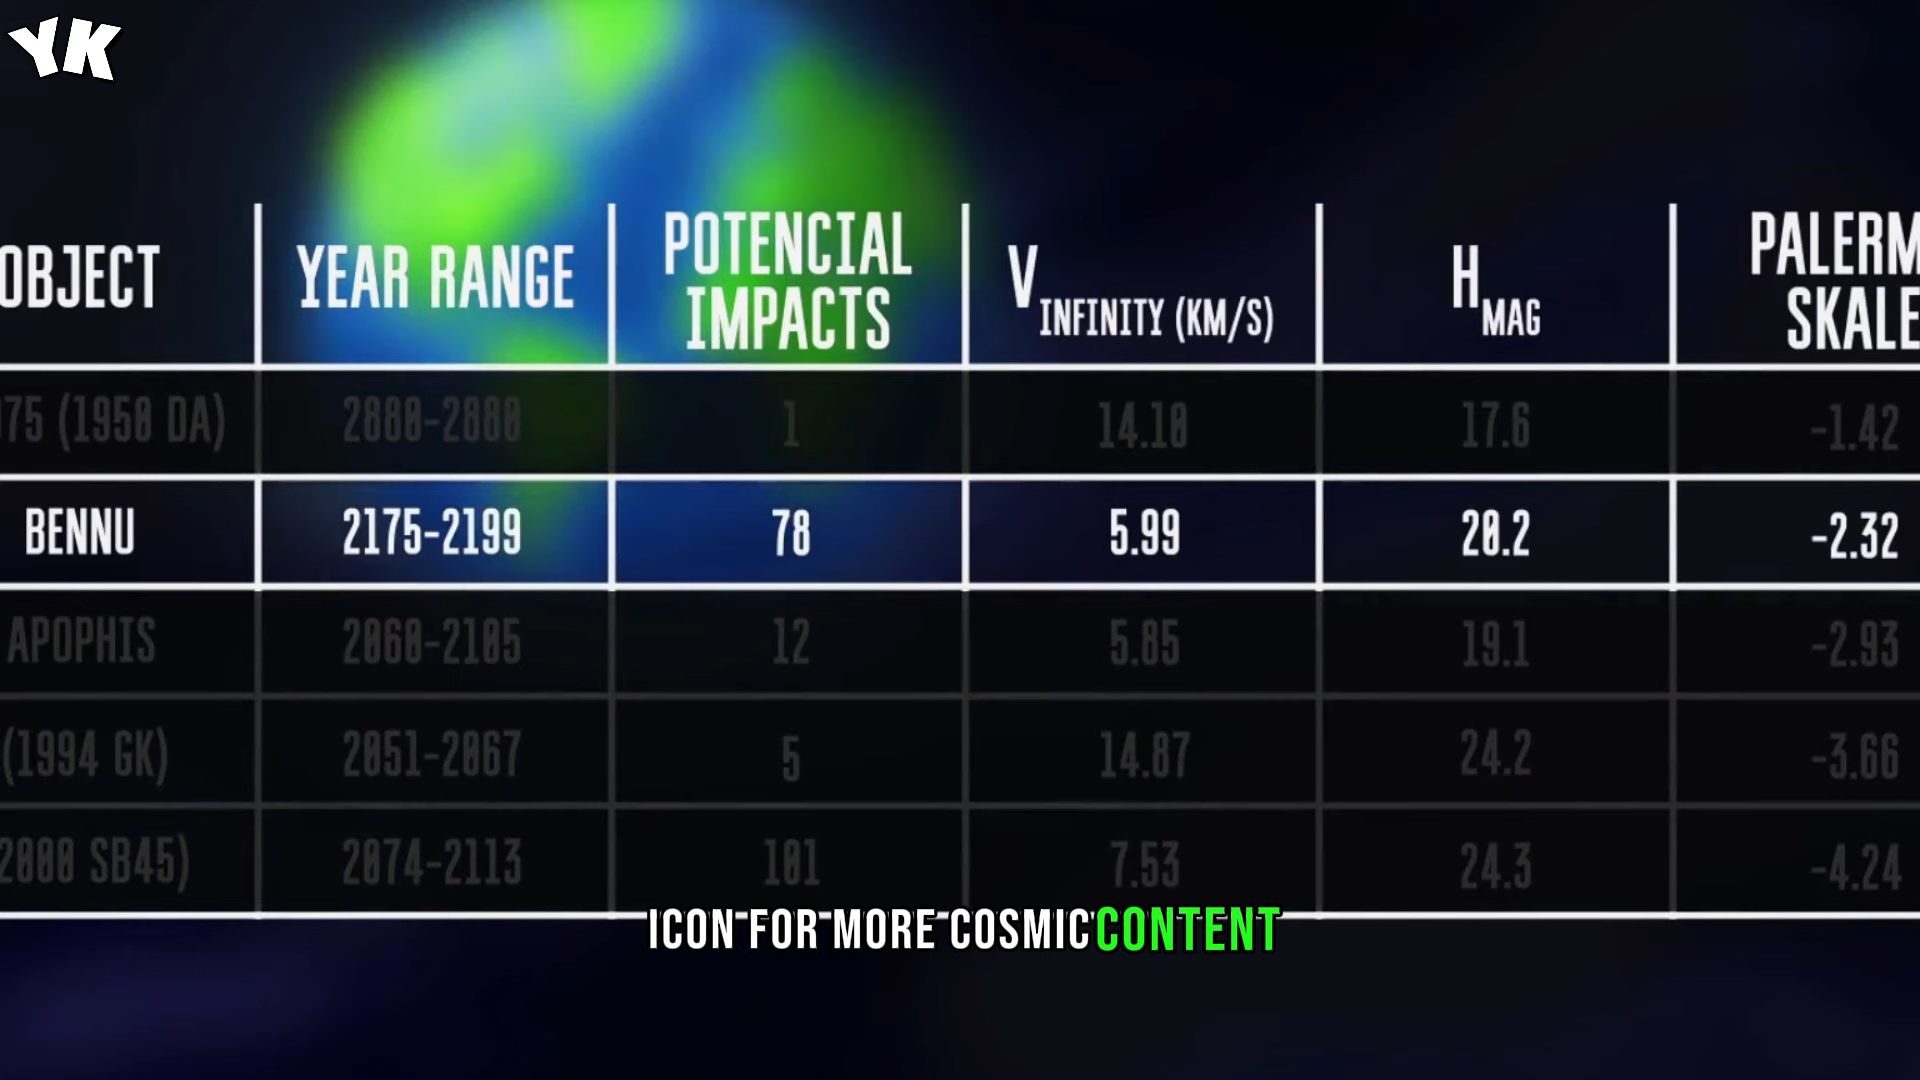 YK
OBJECT YEAR RANGE POTENCIAL IMPACTS V INFINITY (KM/S) H MAG PALERM SKALE
075 (1950 DA) 2880-2880 1 14.10 17.6 -1.42
BENNU 2175-2199 78 5.99 20.2 -2.32
APOPHIS 2060-2105 12 5.85 19.1 -2.93
(1994 GK) 2051-2067 5 14.87 24.2 -3.66
2000 SB45) 2074-2113 101 7.53 24.3 -4.24
ICON FOR MORE COSMIC CONTENT